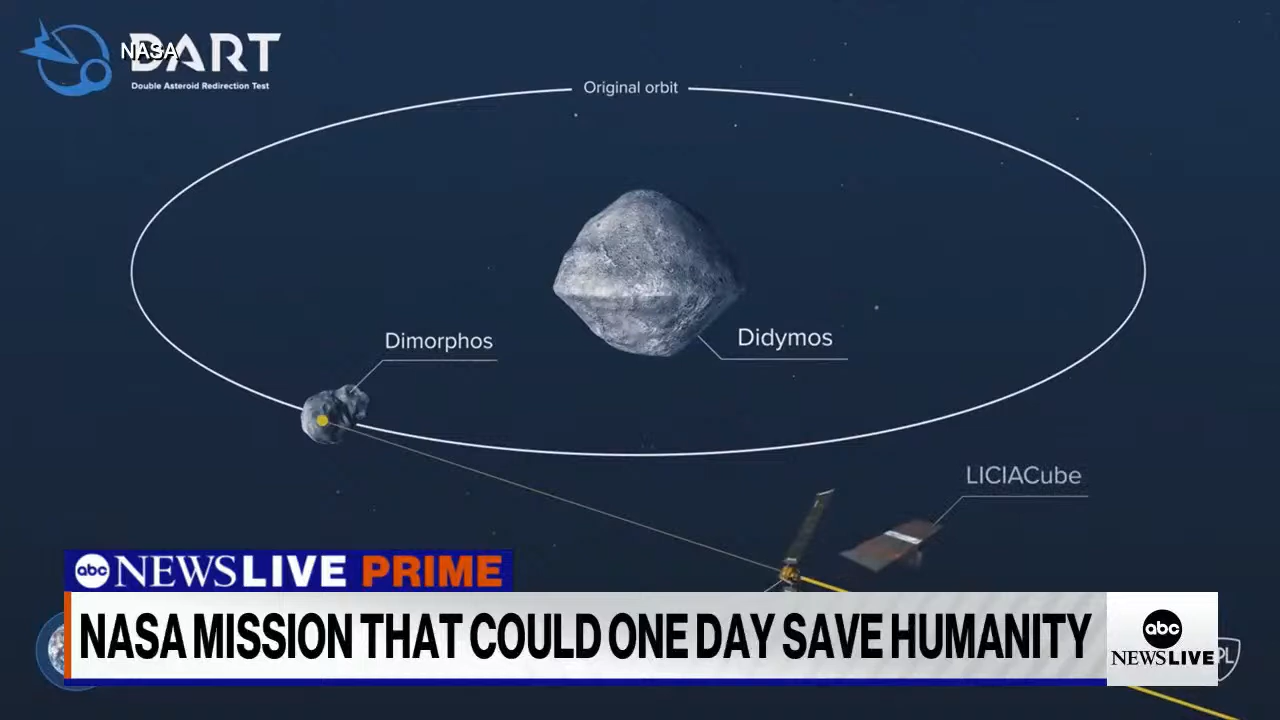 NASA
DART
Double Asteroid Redirection Test
Original orbit
Dimorphos
Didymos
LICIACube
abc NEWS LIVE PRIME
NASA MISSION THAT COULD ONE DAY SAVE HUMANITY
abc
NEWS LIVE
PL